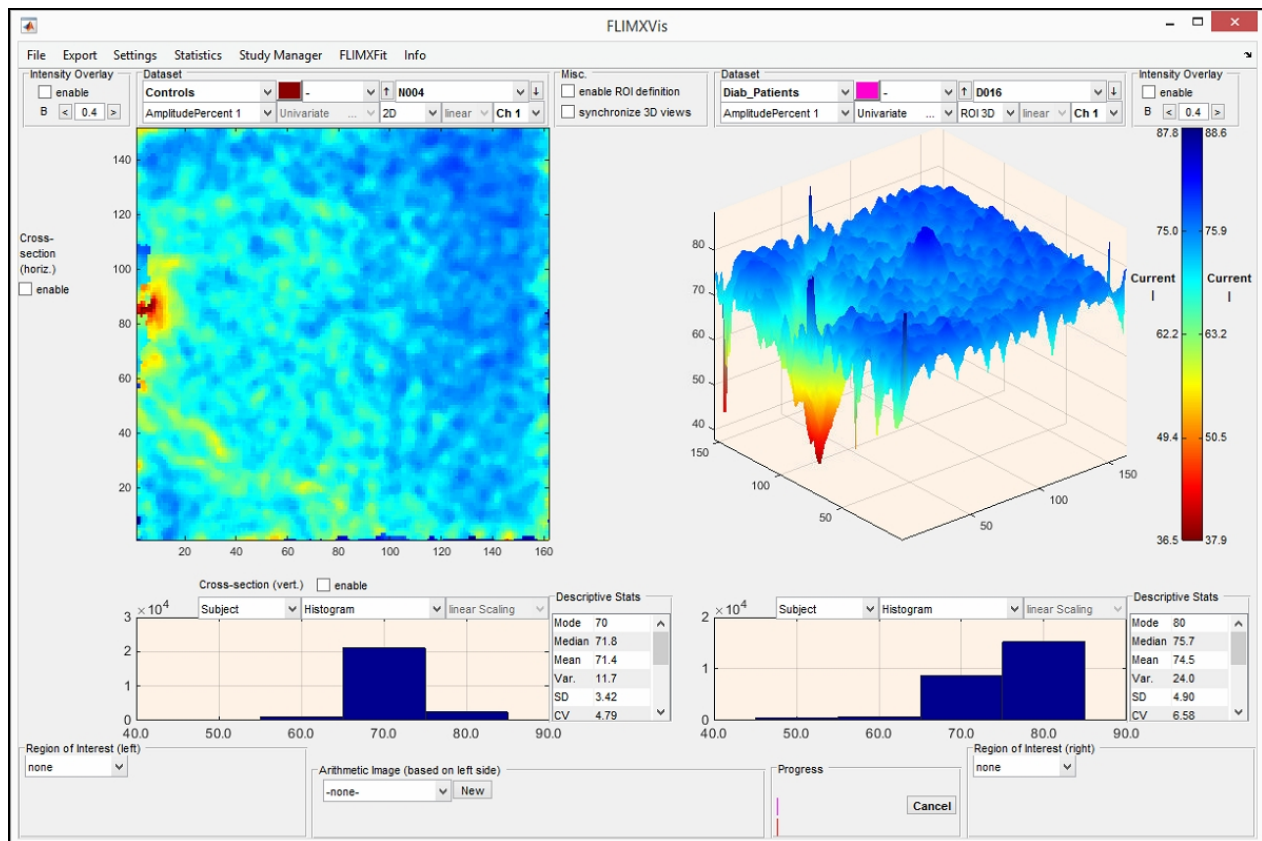 FLIMXVis
File Export Settings Statistics Study Manager FLIMXFit Info
Intensity Overlay
enable
B < 0.4 >
Dataset
Controls - ↑ N004 ↓
AmplitudePercent 1 Univariate ... 2D linear Ch 1
Misc.
enable ROI definition
synchronize 3D views
Dataset
Diab_Patients - ↑ D016 ↓
AmplitudePercent 1 Univariate ... ROI 3D linear Ch 1
Intensity Overlay
enable
B < 0.4 >
Cross-
section
(horiz.)
enable
140
120
100
80
60
40
20
20 40 60 80 100 120 140 160
80
70
60
50
40
150
100
50
50
100
150
87.8 88.6
75.0 75.9
Current Current
62.2 63.2
49.4 50.5
36.5 37.9
Cross-section (vert.) enable
Subject Histogram linear Scaling
3 × 10^4
2
1
0
40.0 50.0 60.0 70.0 80.0 90.0
Descriptive Stats
Mode 70
Median 71.8
Mean 71.4
Var. 11.7
SD 3.42
CV 4.79
Subject Histogram linear Scaling
2 × 10^4
1
0
40.0 50.0 60.0 70.0 80.0 90.0
Descriptive Stats
Mode 80
Median 75.7
Mean 74.5
Var. 24.0
SD 4.90
CV 6.58
Region of Interest (left)
none
Arithmetic Image (based on left side)
-none- New
Progress
Cancel
Region of Interest (right)
none